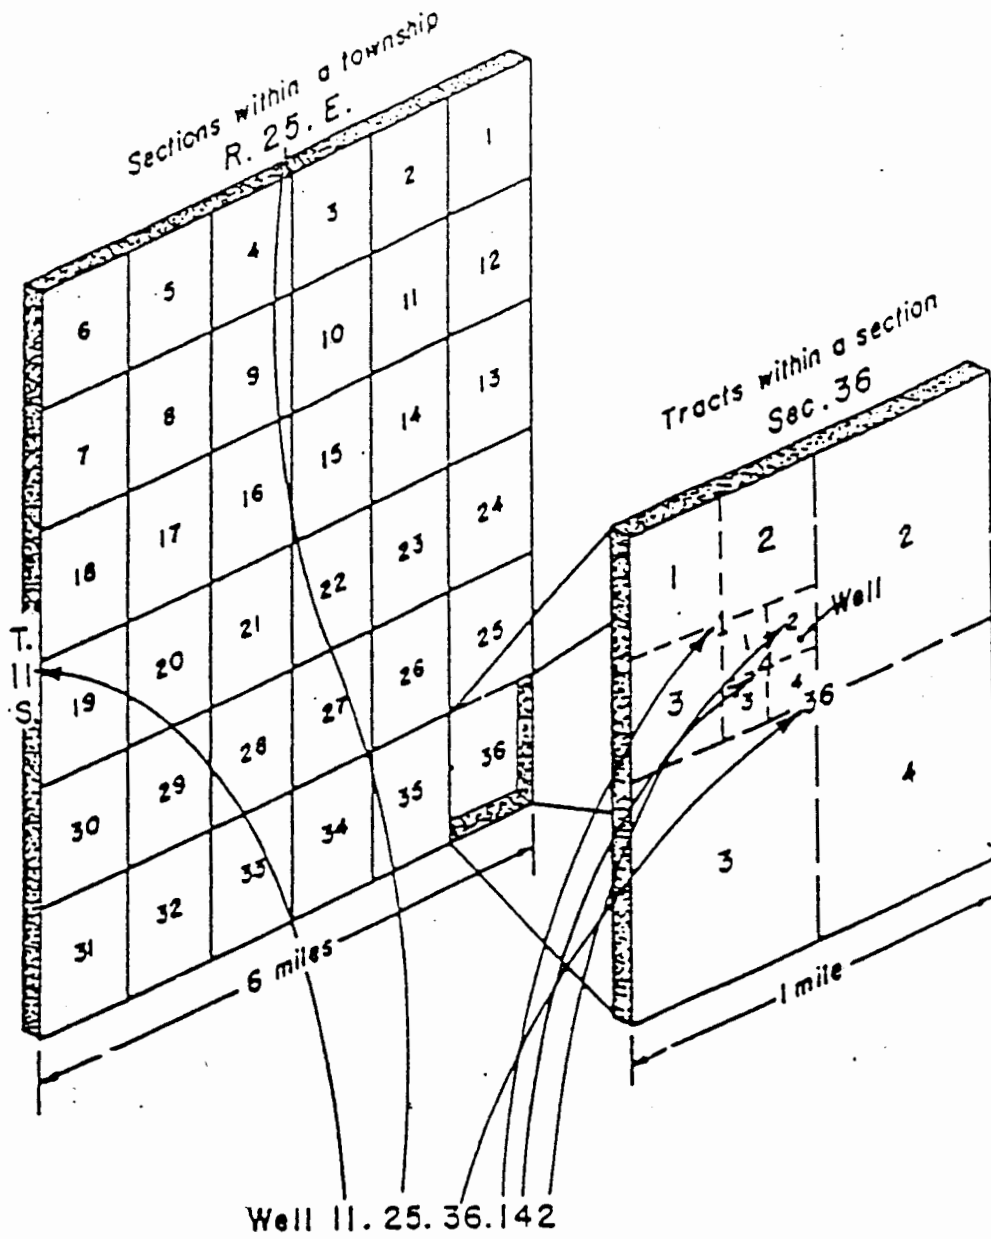 Sections within a township
R. 25. E.
6 5 4 3 2 1
7 8 9 10 11 12
18 17 16 15 14 13
19 20 21 22 23 24
30 29 28 27 26 25
31 32 33 34 35 36
T.
11
S.
6 miles
Tracts within a section
Sec. 36
1 2 2
Well
3 1 2
4
3 4
36
3 4
1 mile
Well 11. 25. 36. 142